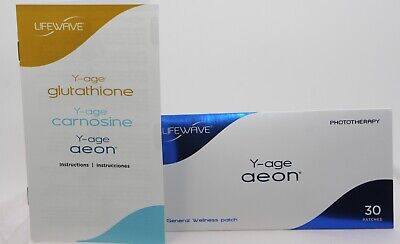 LIFEWAVE®
Y-age®
glutathione
Y-age®
carnosine
Y-age®
aeon®
Instructions | Instrucciones
LIFEWAVE®
PHOTOTHERAPY
Y-age
aeon®
General Wellness patch
30
PATCHES